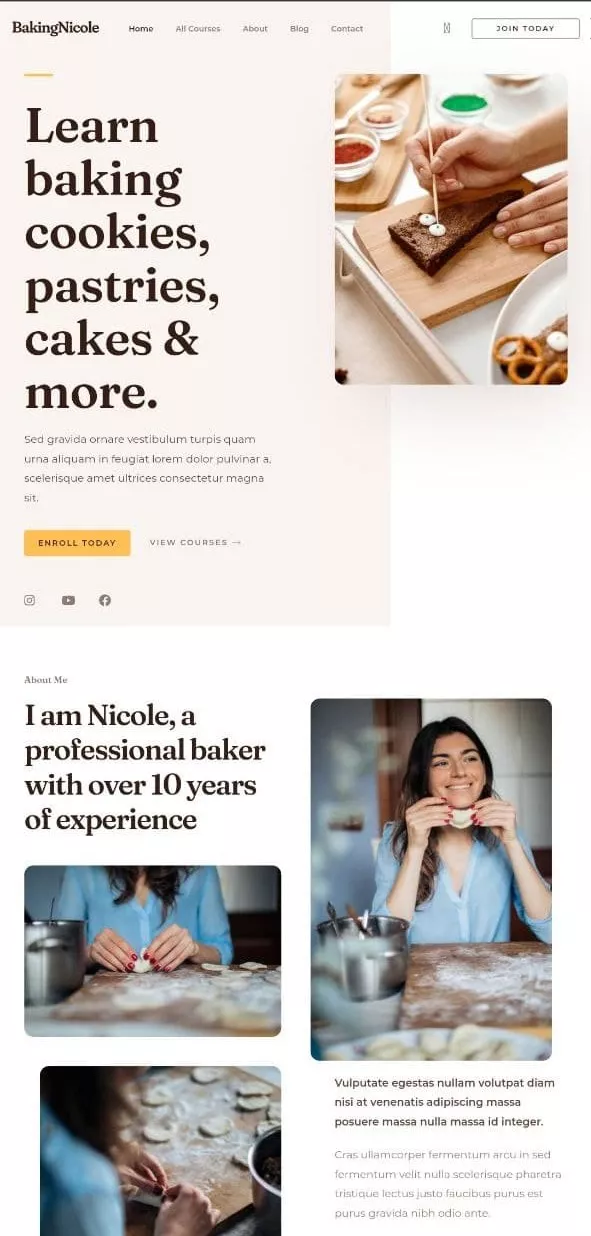 BakingNicole
Home All Courses About Blog Contact
JOIN TODAY
Learn
baking
cookies,
pastries,
cakes &
more.
Sed gravida ornare vestibulum turpis quam
urna aliquam in feugiat lorem dolor pulvinar a,
scelerisque amet ultrices consectetur magna
sit.
ENROLL TODAY VIEW COURSES →
About Me
I am Nicole, a
professional baker
with over 10 years
of experience
Vulputate egestas nullam volutpat diam
nisi at venenatis adipiscing massa
posuere massa nulla massa id integer.
Cras ullamcorper fermentum arcu in sed
fermentum velit nulla scelerisque pharetra
tristique lectus justo faucibus purus est
purus gravida nibh odio ante.